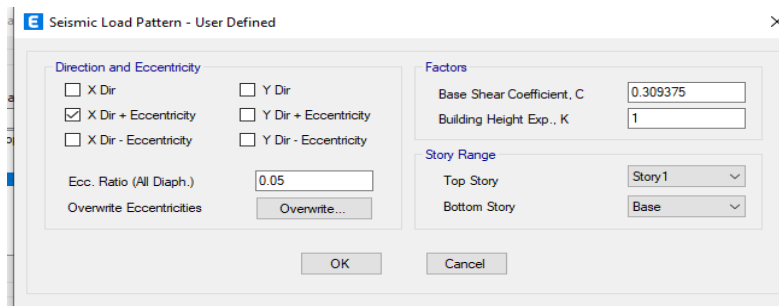 E Seismic Load Pattern - User Defined
Direction and Eccentricity
X Dir
Y Dir
X Dir + Eccentricity
Y Dir + Eccentricity
X Dir - Eccentricity
Y Dir - Eccentricity
Ecc. Ratio (All Diaph.)
0.05
Overwrite Eccentricities
Overwrite...
Factors
Base Shear Coefficient, C
0.309375
Building Height Exp., K
1
Story Range
Top Story
Story1
Bottom Story
Base
OK
Cancel